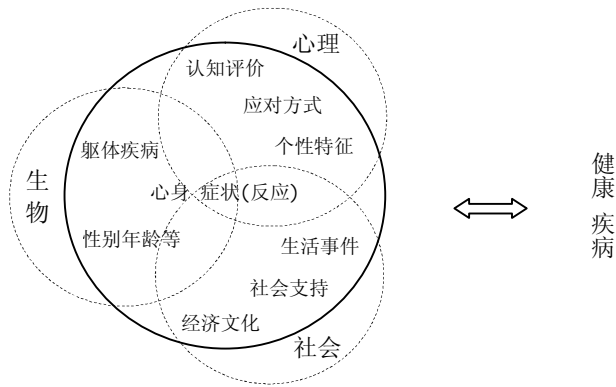 心理
认知评价
应对方式
个性特征
生物
躯体疾病
心身 症状(反应)
性别年龄等
生活事件
社会支持
经济文化
社会
健康 疾病